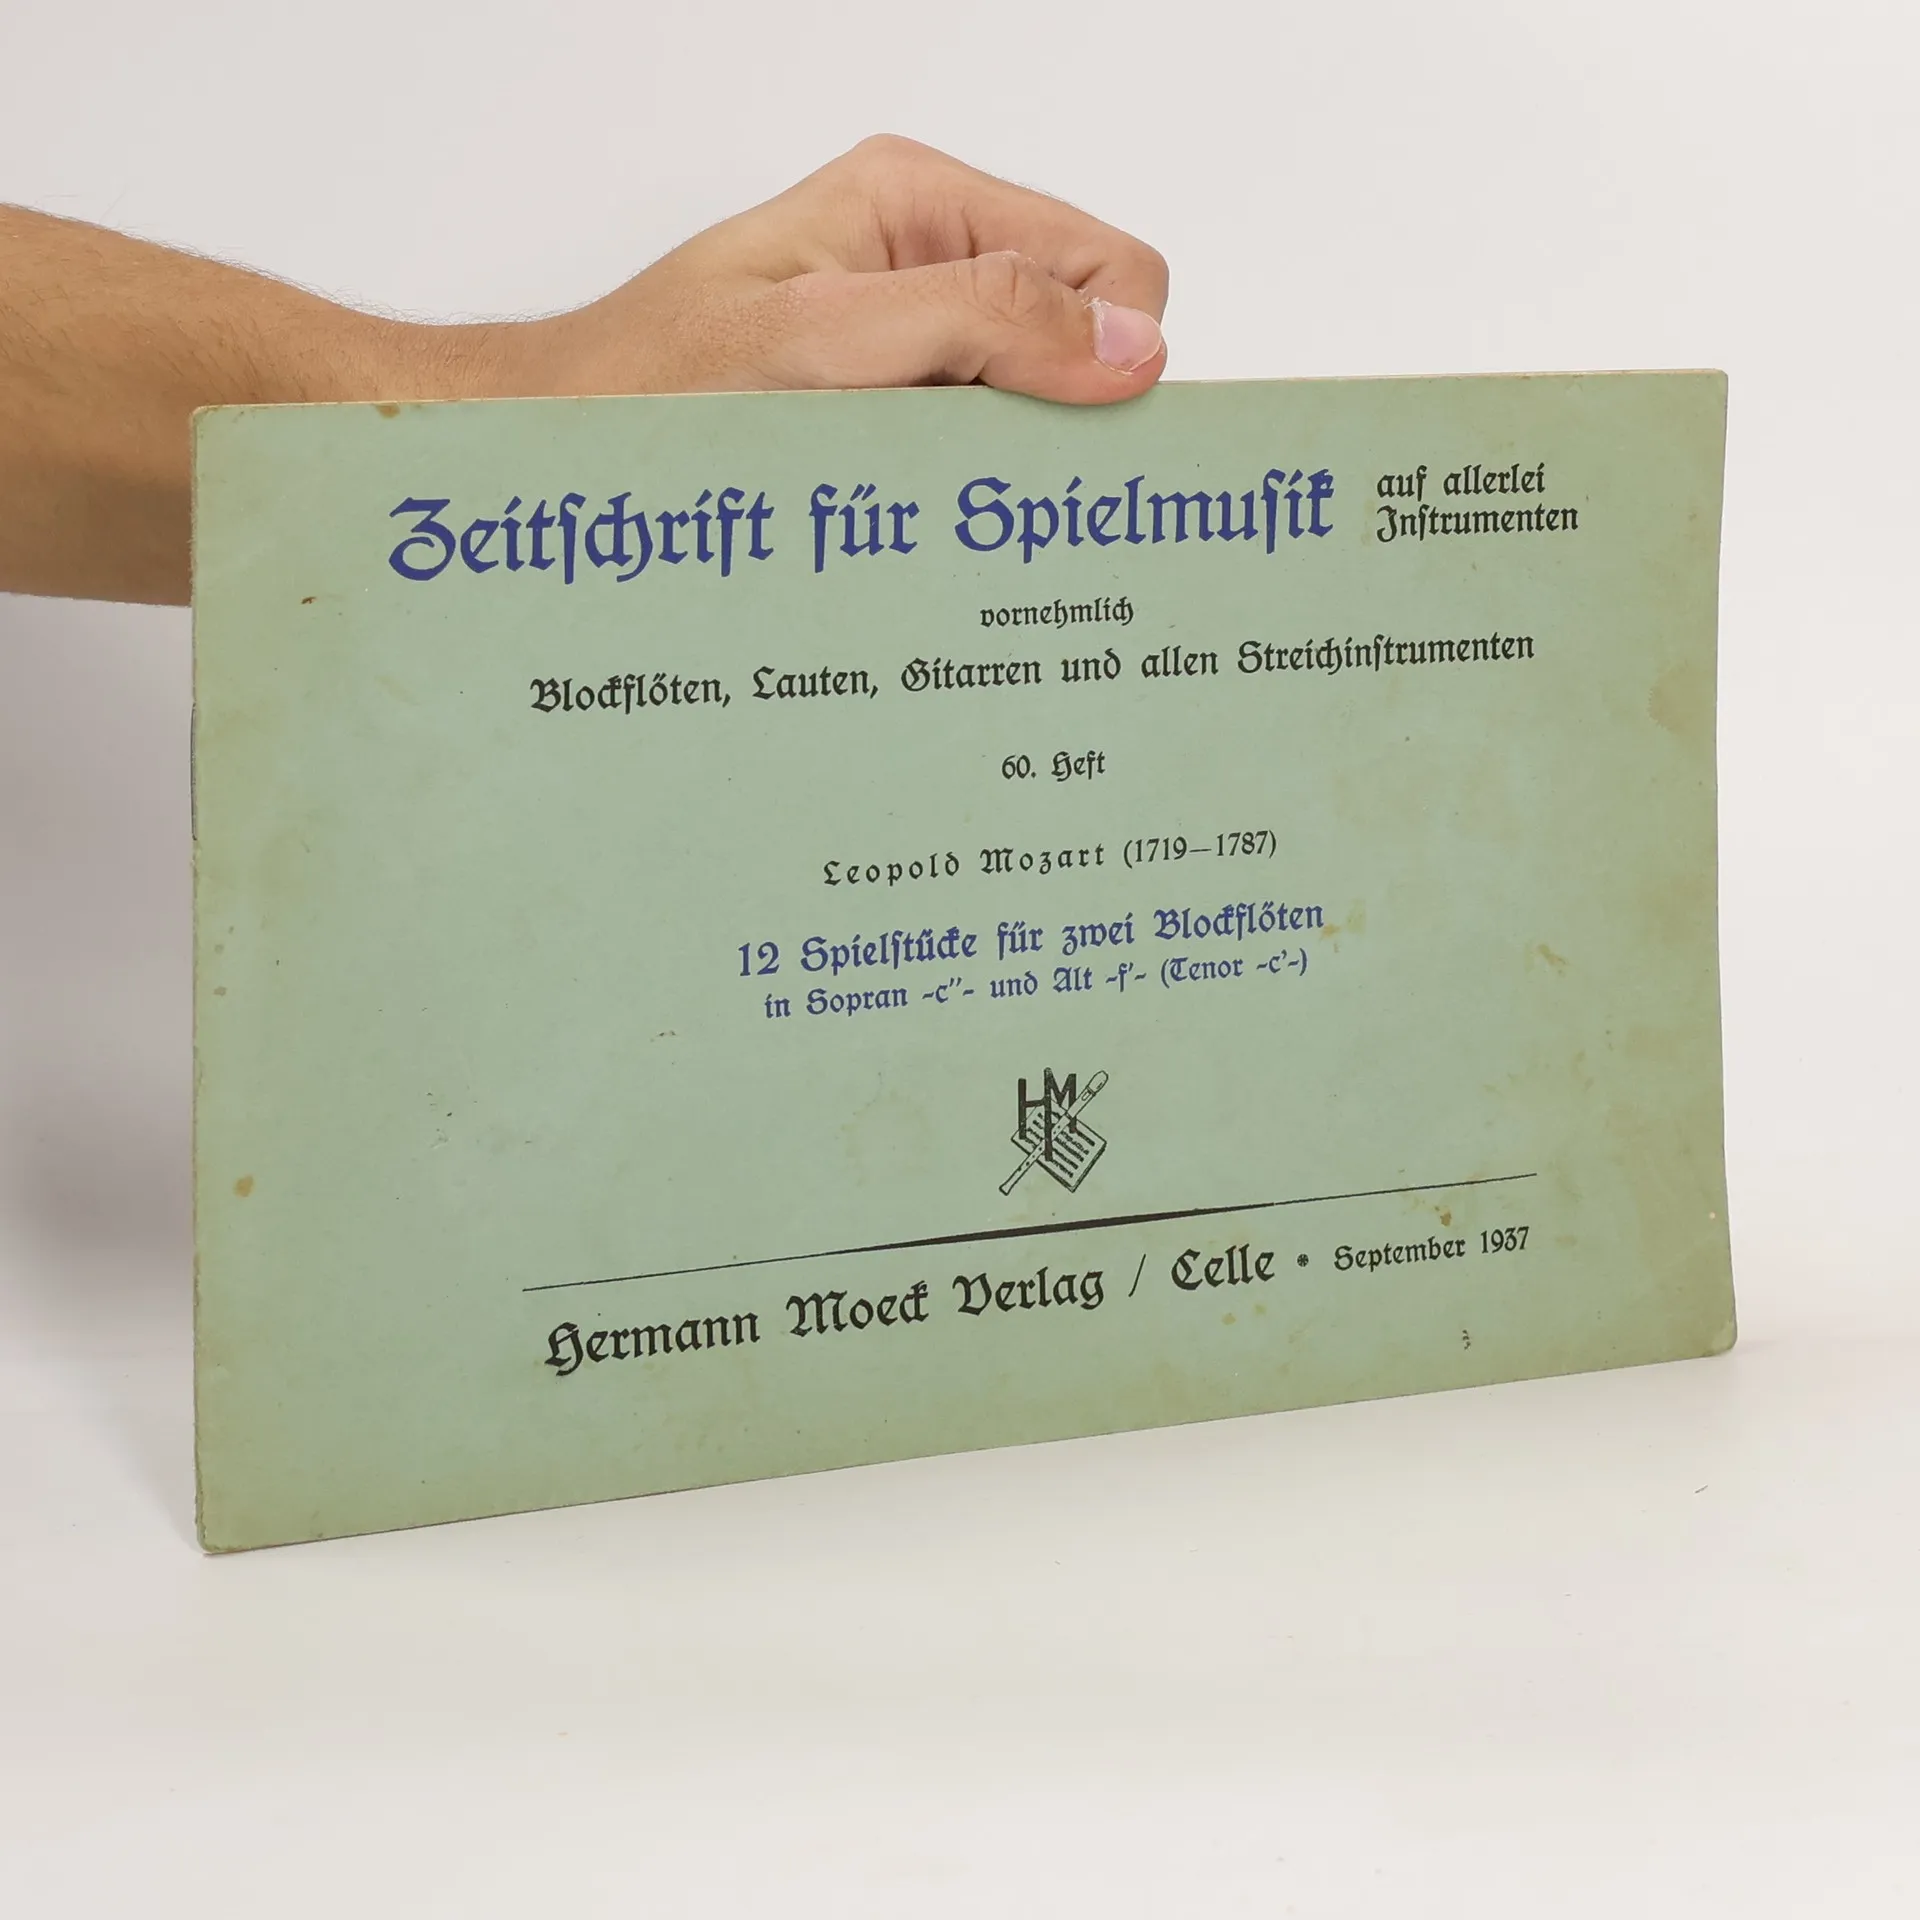 Zeitſchrift für Spielmuſik auf allerlei
Inſtrumenten
vornehmlich
Blockflöten, Lauten, Gitarren und allen Streichinſtrumenten
60. Heft
Leopold Mozart (1719—1787)
12 Spielſtücke für zwei Blockflöten
in Sopran -c"- und Alt -f'- (Tenor -c'-)
HM
Hermann Moeck Verlag / Celle * September 1937